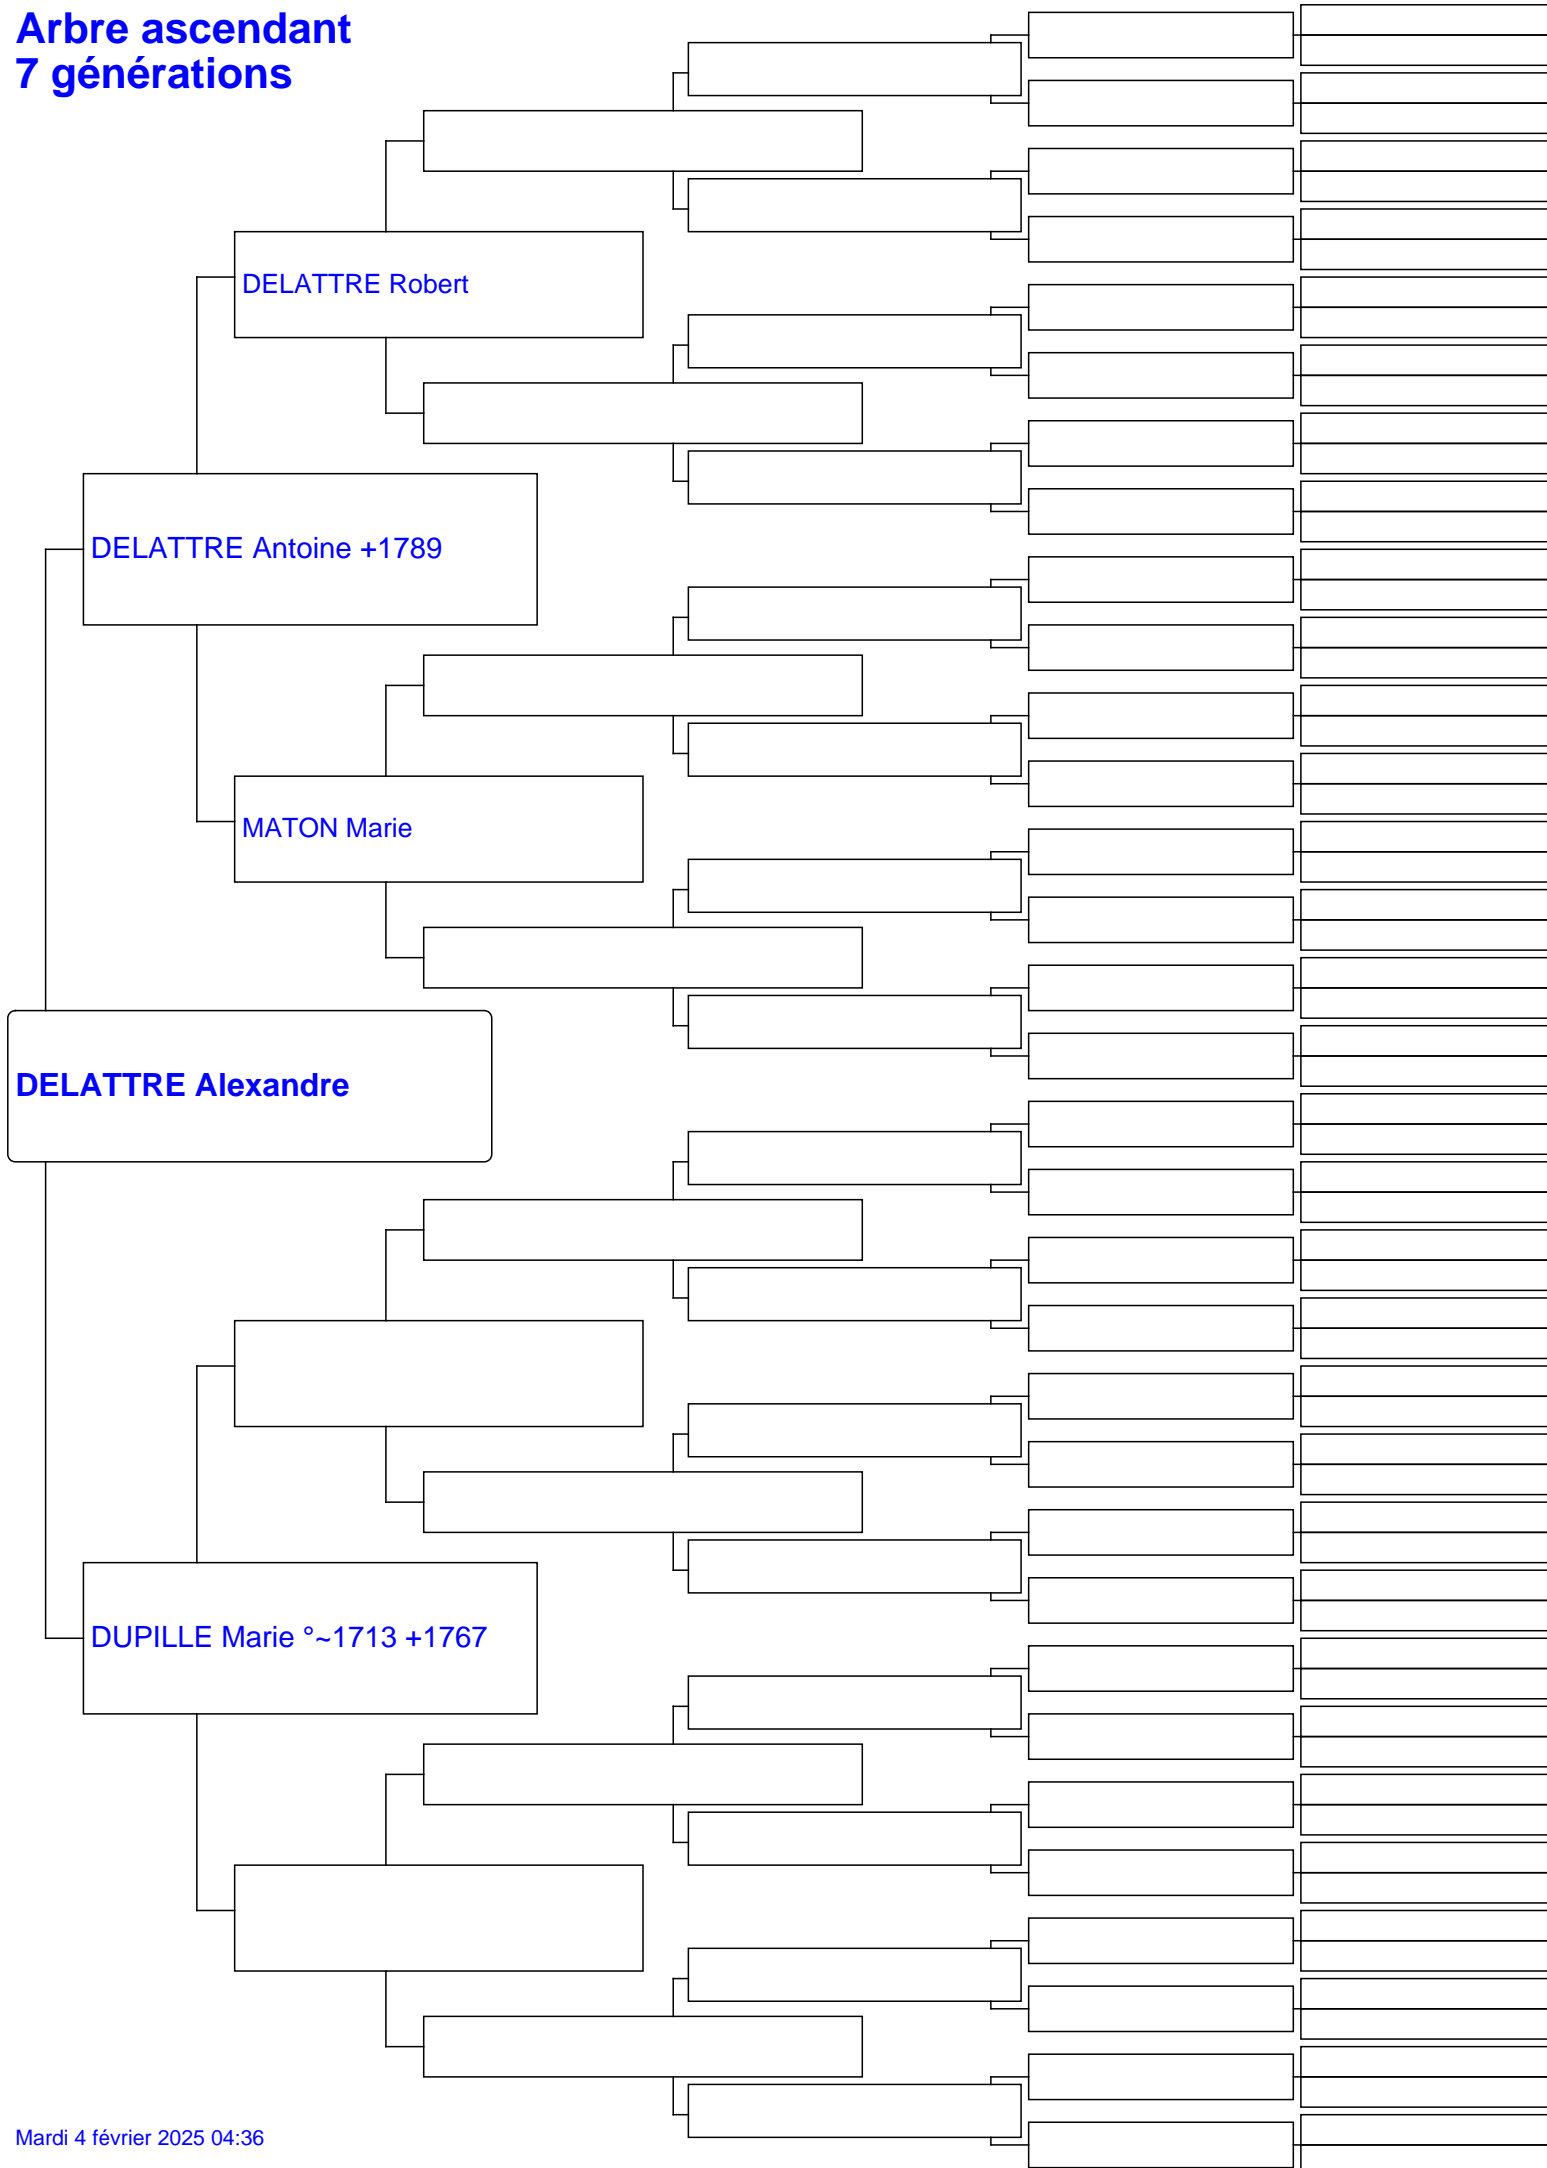 Arbre ascendant
7 générations
DELATTRE Robert
DELATTRE Antoine +1789
MATON Marie
DELATTRE Alexandre
DUPILLE Marie °~1713 +1767
Mardi 4 février 2025 04:36